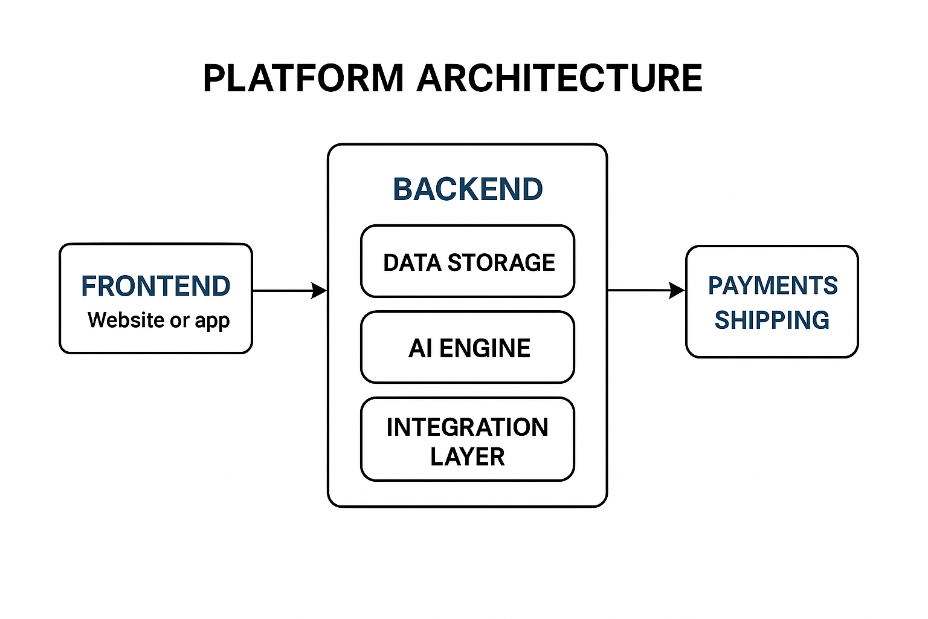 PLATFORM ARCHITECTURE
FRONTEND
Website or app
BACKEND
DATA STORAGE
AI ENGINE
INTEGRATION
LAYER
PAYMENTS
SHIPPING